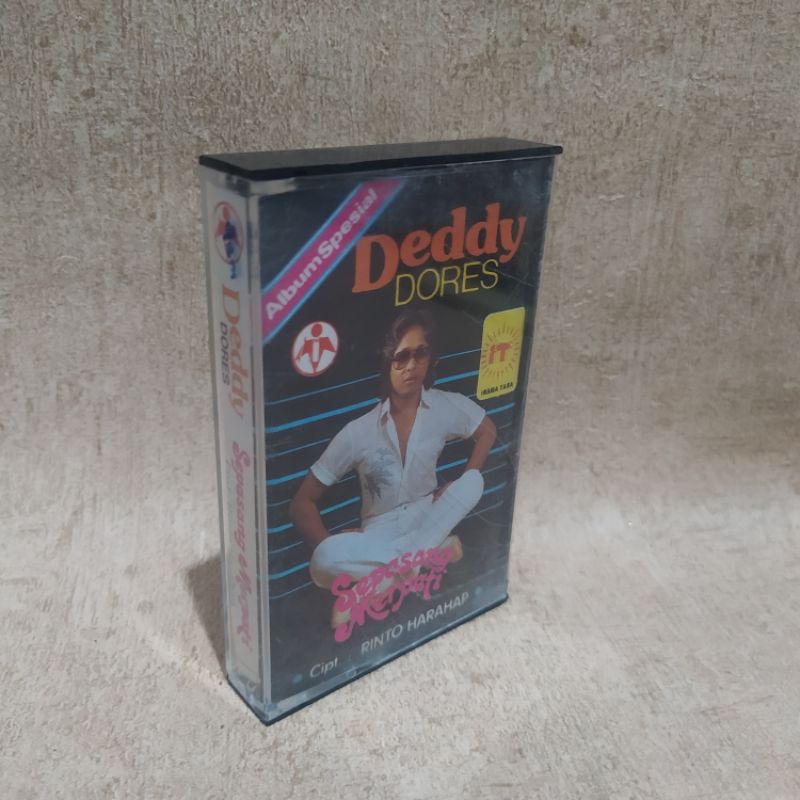 Album Spesial
Deddy
DORES
iT
IRAMA TARA
Sepasang
Merpati
Cipt. : RINTO HARAHAP
Deddy
DORES
Sepasang Merpati